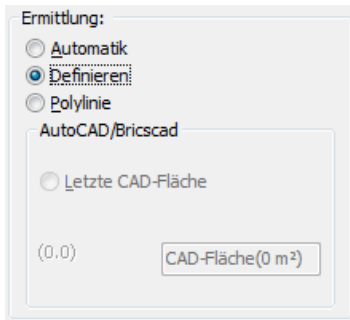 Ermittlung:
Automatik
Definieren
Polylinie
AutoCAD/Bricscad
Letzte CAD-Fläche
(0.0)
CAD-Fläche(0 m²)